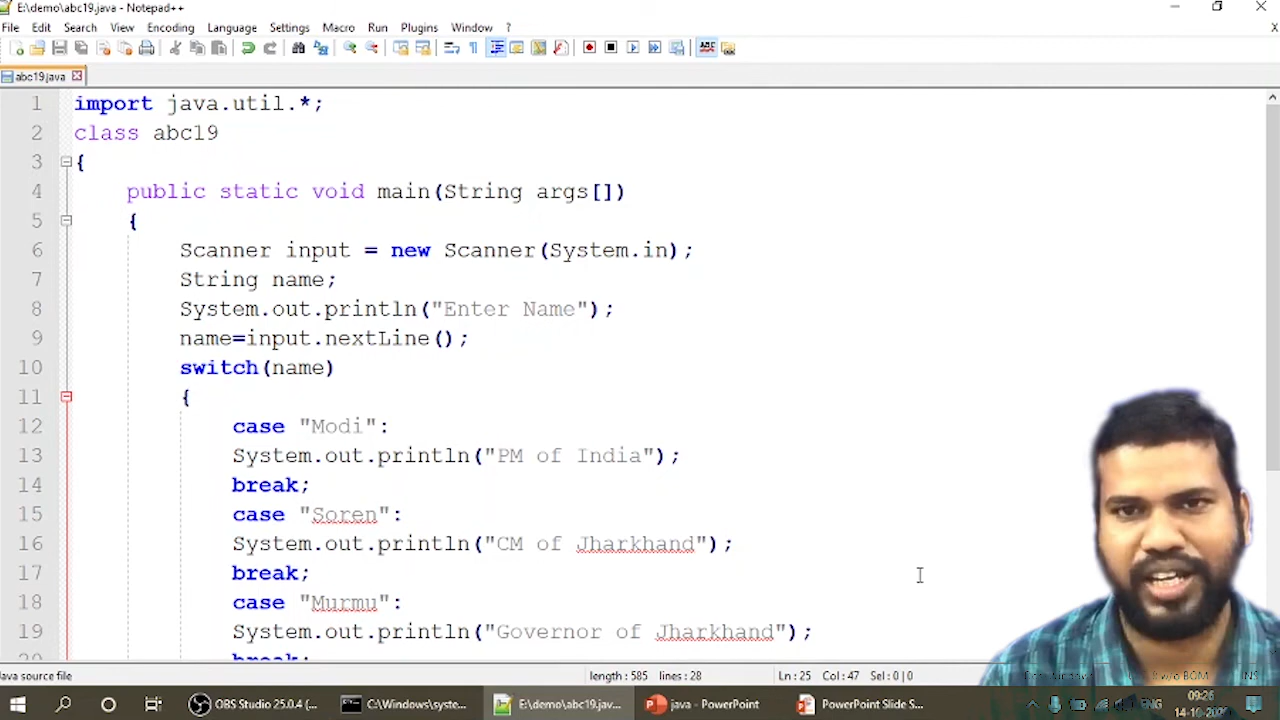 E:\demo\abc19.java - Notepad++
File Edit Search View Encoding Language Settings Macro Run Plugins Window ?
abc19.java
1 import java.util.*;
2 class abc19
3 {
4 public static void main(String args[])
5 {
6 Scanner input = new Scanner(System.in);
7 String name;
8 System.out.println("Enter Name");
9 name=input.nextLine();
10 switch(name)
11 {
12 case "Modi":
13 System.out.println("PM of India");
14 break;
15 case "Soren":
16 System.out.println("CM of Jharkhand");
17 break;
18 case "Murmu":
19 System.out.println("Governor of Jharkhand");
20 break;
Java source file length : 585 lines : 28 Ln : 25 Col : 47 Sel : 0 | 0
OBS Studio 25.0.4 (... C:\Windows\syste... E:\demo\abc19.jav... java - PowerPoint PowerPoint Slide S...
09:26